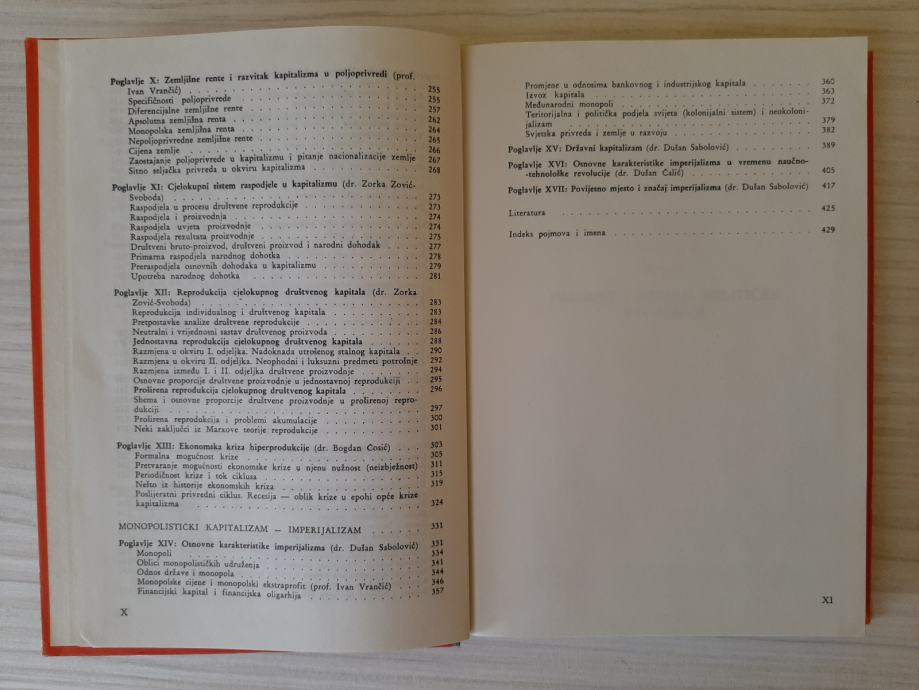 Poglavlje X: Zemljilne rente i razvitak kapitalizma u poljoprivredi (prof.
Ivan Vrančić) . . . 255
Specifičnosti poljoprivrede . . . 255
Diferencijalne zemljilne rente . . . 257
Apsolutna zemljilna renta . . . 262
Monopolska zemljilna renta . . . 264
Nepoljoprivredne zemljilne rente . . . 265
Cijena zemlje . . . 266
Zaostajanje poljoprivrede u kapitalizmu i pitanje nacionalizacije zemlje 267
Sitno seljačka privreda u okviru kapitalizma . . . 268
Poglavlje XI: Cjelokupni sistem raspodjele u kapitalizmu (dr. Zorka Zović-
Svoboda) . . . 273
Raspodjela u procesu društvene reprodukcije . . . 273
Raspodjela i proizvodnja . . . 274
Raspodjela uvjeta proizvodnje . . . 274
Raspodjela rezultata proizvodnje . . . 275
Društveni bruto-proizvod, društveni proizvod i narodni dohodak . . . 277
Primarna raspodjela narodnog dohotka . . . 278
Preraspodjela osnovnih dohodaka u kapitalizmu . . . 279
Upotreba narodnog dohotka . . . 281
Poglavlje XII: Reprodukcija cjelokupnog društvenog kapitala (dr. Zorka
Zović-Svoboda) . . . 283
Reprodukcija individualnog i društvenog kapitala . . . 283
Pretpostavke analize društvene reprodukcije . . . 284
Neutralni i vrijednosni sastav društvenog proizvoda . . . 286
Jednostavna reprodukcija cjelokupnog društvenog kapitala . . . 288
Razmjena u okviru I. odjeljka. Nadoknada utrošenog stalnog kapitala . . 290
Razmjena u okviru II. odjeljka. Neophodni i luksuzni predmeti potrošnje 292
Razmjena između I. i II. odjeljka društvene proizvodnje . . . 294
Osnovne proporcije društvene proizvodnje u jednostavnoj reprodukciji . . 295
Prolirena reprodukcija cjelokupnog društvenog kapitala . . . 296
Shema i osnovne proporcije društvene proizvodnje u prolirenoj repro-
dukciji . . . 297
Prolirena reprodukcija i problemi akumulacije . . . 300
Neki zaključci iz Marxove teorije reprodukcije . . . 301
Poglavlje XIII: Ekonomska kriza hiperprodukcije (dr. Bogdan Ćosić) . . . 303
Formalna mogućnost krize . . . 305
Pretvaranje mogućnosti ekonomske krize u njenu nužnost (neizbježnost) 311
Periodičnost krize i tok ciklusa . . . 315
Nešto iz historije ekonomskih kriza . . . 319
Poslijeratni privredni ciklus. Recesija — oblik krize u epohi opće krize
kapitalizma . . . 324
MONOPOLISTIČKI KAPITALIZAM — IMPERIJALIZAM . . . 331
Poglavlje XIV: Osnovne karakteristike imperijalizma (dr. Dušan Sabolović) 331
Monopoli . . . 334
Oblici monopolističkih udruženja . . . 341
Odnos države i monopola . . . 344
Monopolske cijene i monopolski ekstraprofit (prof. Ivan Vrančić) . . . 346
Financijski kapital i financijska oligarhija . . . 357
X
Promjene u odnosima bankovnog i industrijskog kapitala . . . 360
Izvoz kapitala . . . 363
Međunarodni monopoli . . . 372
Teritorijalna i politička podjela svijeta (kolonijalni sistem) i neokoloni-
jalizam . . . 379
Svjetska privreda i zemlje u razvoju . . . 382
Poglavlje XV: Državni kapitalizam (dr. Dušan Sabolović) . . . 389
Poglavlje XVI: Osnovne karakteristike imperijalizma u vremenu naučno-
-tehnološke revolucije (dr. Dušan Čalić) . . . 405
Poglavlje XVII: Povijesno mjesto i značaj imperijalizma (dr. Dušan Sabolović) 417
Literatura . . . 425
Indeks pojmova i imena . . . 429
XI